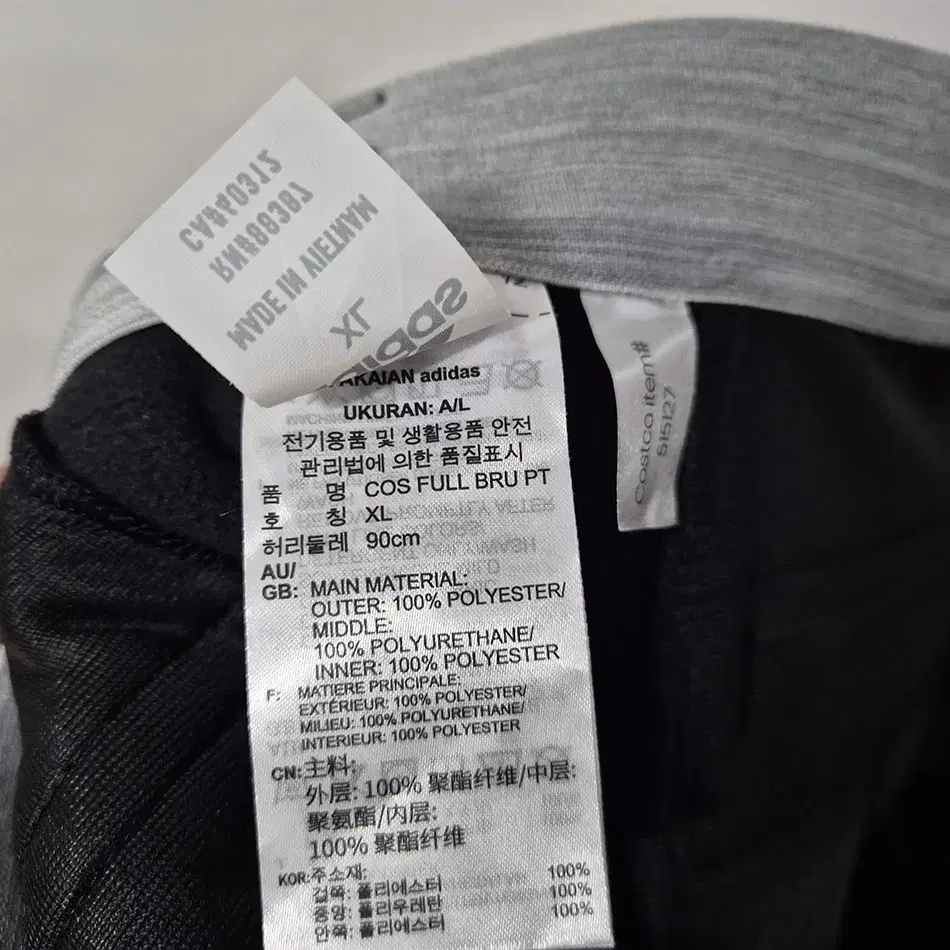 CA#40312
RN#88387
MADE IN VIETNAM
XL
adidas
AKAIAN adidas
UKURAN: A/L
전기용품 및 생활용품 안전
관리법에 의한 품질표시
품 명 COS FULL BRU PT
호 칭 XL
허리둘레 90cm
AU/
GB: MAIN MATERIAL:
OUTER: 100% POLYESTER/
MIDDLE:
100% POLYURETHANE/
INNER: 100% POLYESTER
F: MATIERE PRINCIPALE:
EXTÉRIEUR: 100% POLYESTER/
MILIEU: 100% POLYURETHANE/
INTERIEUR: 100% POLYESTER
CN: 主料:
外层: 100% 聚酯纤维/中层:
聚氨酯/内层:
100% 聚酯纤维
KOR: 주소재:
겉쪽: 폴리에스터 100%
중앙: 폴리우레탄 100%
안쪽: 폴리에스터 100%
Costco item#
515127